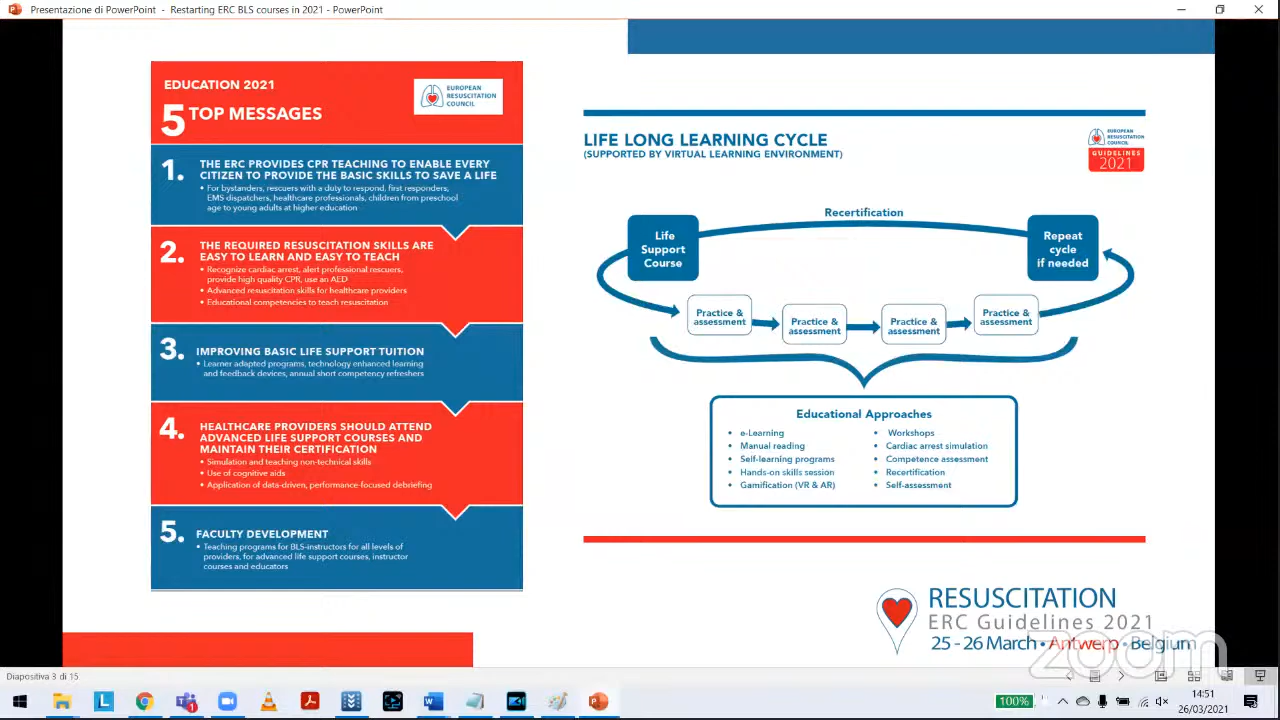 Presentazione di PowerPoint - Restarting ERC BLS courses in 2021 - PowerPoint
EDUCATION 2021
5 TOP MESSAGES
EUROPEAN
RESUSCITATION
COUNCIL
1. THE ERC PROVIDES CPR TEACHING TO ENABLE EVERY
CITIZEN TO PROVIDE THE BASIC SKILLS TO SAVE A LIFE
• For bystanders, rescuers with a duty to respond, first responders,
EMS dispatchers, healthcare professionals, children from preschool
age to young adults at higher education
2. THE REQUIRED RESUSCITATION SKILLS ARE
EASY TO LEARN AND EASY TO TEACH
• Recognize cardiac arrest, alert professional rescuers,
provide high quality CPR, use an AED
• Advanced resuscitation skills for healthcare providers
• Educational competencies to teach resuscitation
3. IMPROVING BASIC LIFE SUPPORT TUITION
• Learner adapted programs, technology enhanced learning
and feedback devices, annual short competency refreshers
4. HEALTHCARE PROVIDERS SHOULD ATTEND
ADVANCED LIFE SUPPORT COURSES AND
MAINTAIN THEIR CERTIFICATION
• Simulation and teaching non-technical skills
• Use of cognitive aids
• Application of data-driven, performance-focused debriefing
5. FACULTY DEVELOPMENT
• Teaching programs for BLS-instructors for all levels of
providers, for advanced life support courses, instructor
courses and educators
LIFE LONG LEARNING CYCLE
(SUPPORTED BY VIRTUAL LEARNING ENVIRONMENT)
EUROPEAN
RESUSCITATION
COUNCIL
GUIDELINES
2021
Recertification
Life
Support
Course
Repeat
cycle
if needed
Practice &
assessment
Practice &
assessment
Practice &
assessment
Practice &
assessment
Educational Approaches
• e-Learning
• Manual reading
• Self-learning programs
• Hands-on skills session
• Gamification (VR & AR)
• Workshops
• Cardiac arrest simulation
• Competence assessment
• Recertification
• Self-assessment
RESUSCITATION
ERC Guidelines 2021
25 - 26 March • Antwerp • Belgium
zoom
Diapositiva 3 di 15
100%
14:51
26/03/2021